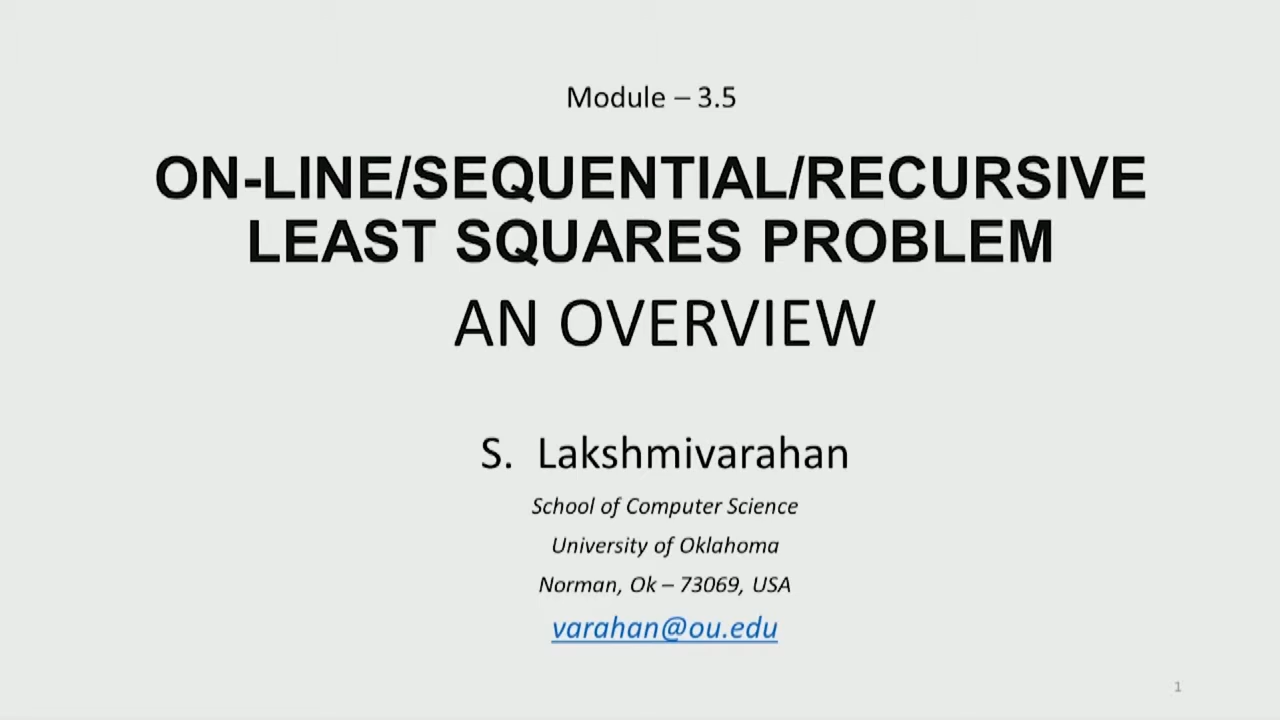 Module – 3.5
ON-LINE/SEQUENTIAL/RECURSIVE
LEAST SQUARES PROBLEM
AN OVERVIEW
S. Lakshmivarahan
School of Computer Science
University of Oklahoma
Norman, Ok – 73069, USA
varahan@ou.edu
1